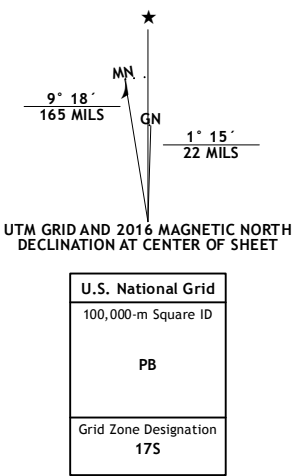 MN
9° 18´
165 MILS
GN
1° 15´
22 MILS
UTM GRID AND 2016 MAGNETIC NORTH
DECLINATION AT CENTER OF SHEET
U.S. National Grid
100,000-m Square ID
PB
Grid Zone Designation
17S